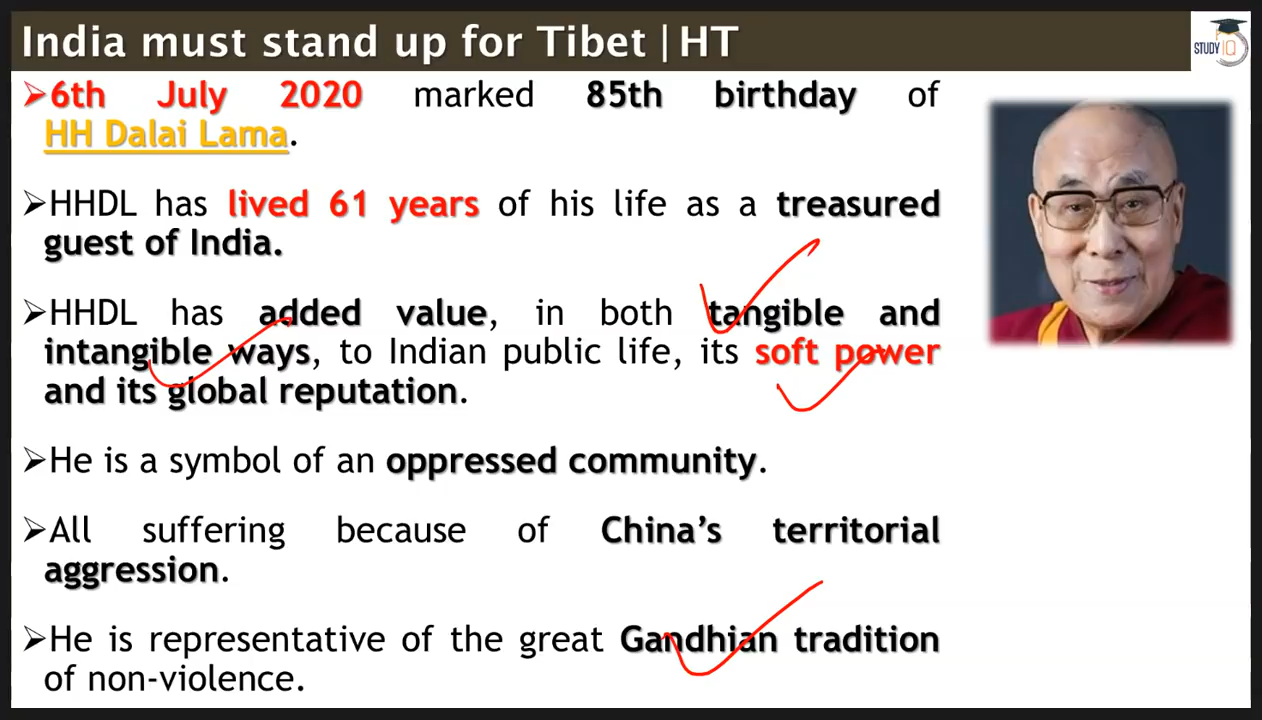 India must stand up for Tibet|HT
STUDY IQ
➢6th July 2020 marked 85th birthday of
HH Dalai Lama.
➢HHDL has lived 61 years of his life as a treasured
guest of India.
➢HHDL has added value, in both tangible and
intangible ways, to Indian public life, its soft power
and its global reputation.
➢He is a symbol of an oppressed community.
➢All suffering because of China's territorial
aggression.
➢He is representative of the great Gandhian tradition
of non-violence.